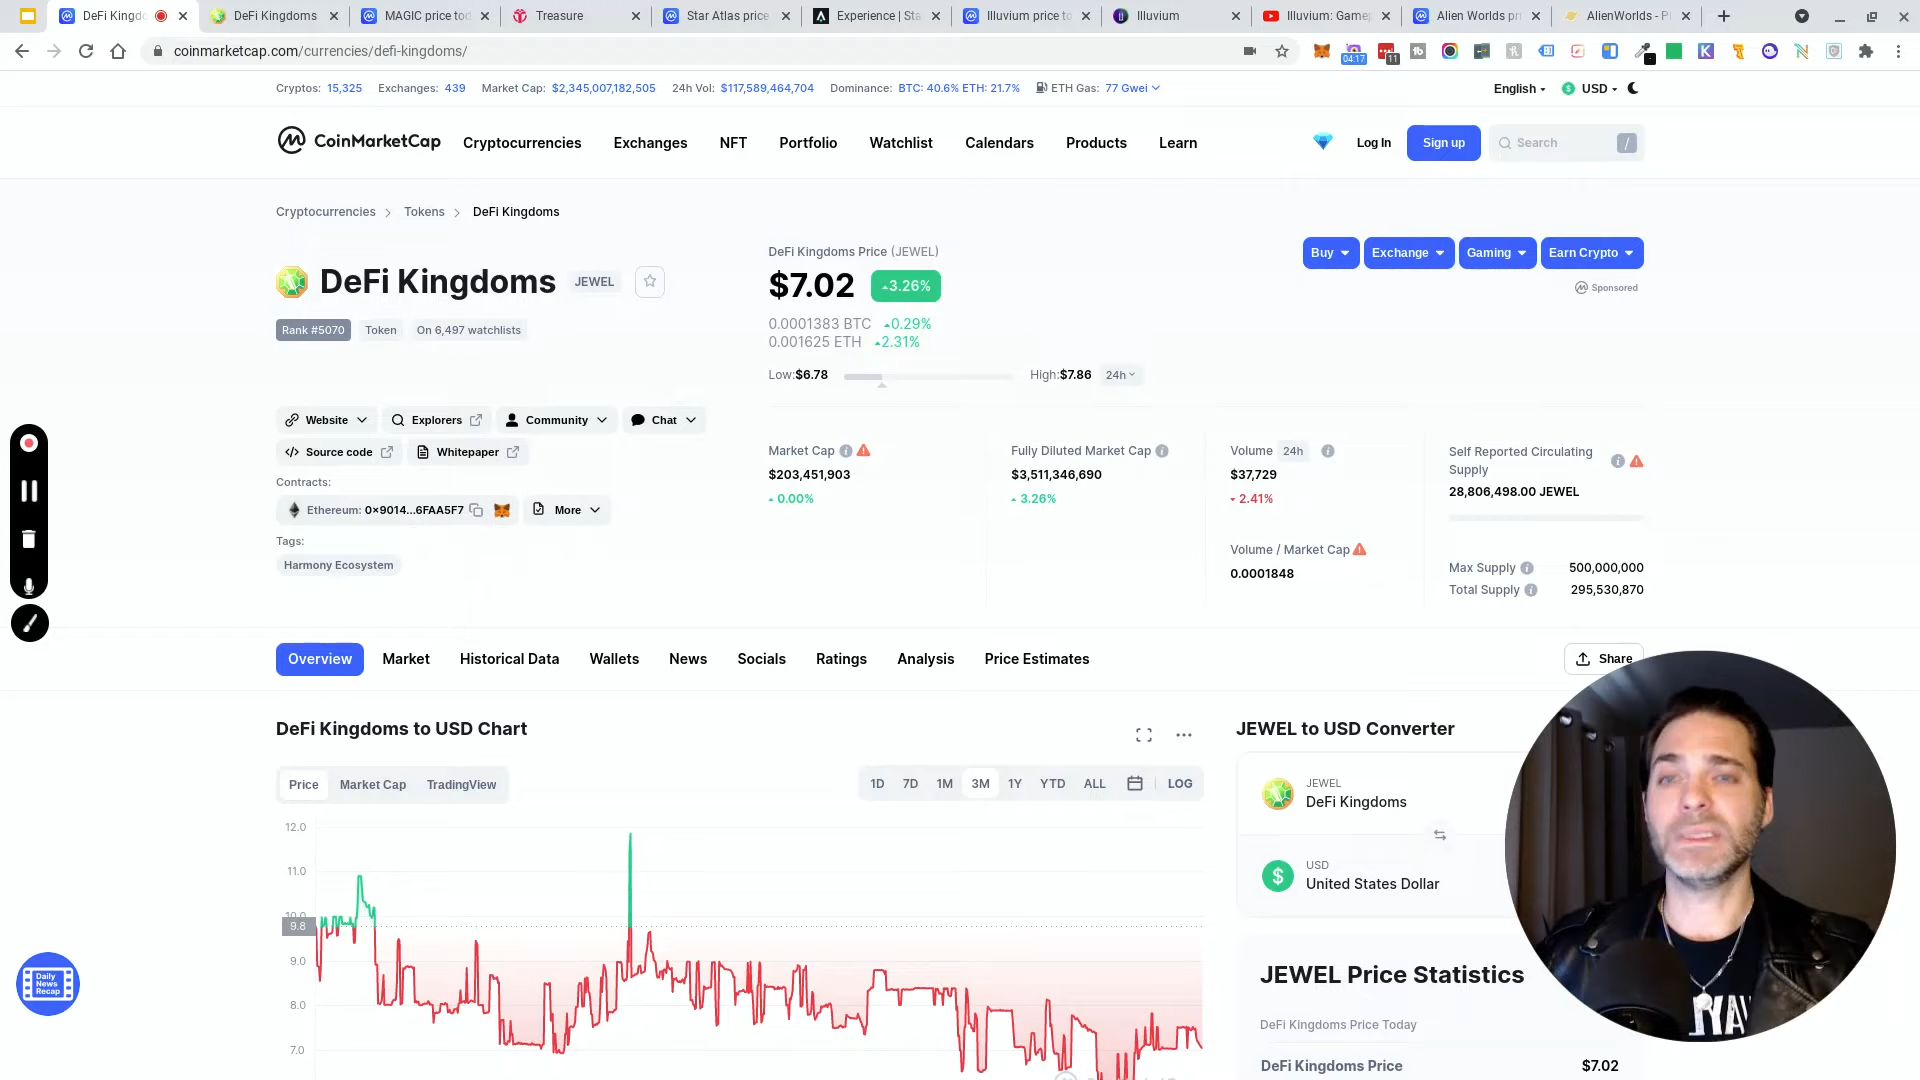 DeFi Kingdo
DeFi Kingdoms
MAGIC price tod
Treasure
Star Atlas price
Experience | Sta
Illuvium price to
Illuvium
Illuvium: Gamep
Alien Worlds pri
AlienWorlds - Pl
coinmarketcap.com/currencies/defi-kingdoms/
04:17
11
Cryptos: 15,325 Exchanges: 439 Market Cap: $2,345,007,182,505 24h Vol: $117,589,464,704 Dominance: BTC: 40.6% ETH: 21.7% ETH Gas: 77 Gwei
English
USD
CoinMarketCap
Cryptocurrencies
Exchanges
NFT
Portfolio
Watchlist
Calendars
Products
Learn
Log In
Sign up
Search
/
Cryptocurrencies > Tokens > DeFi Kingdoms
DeFi Kingdoms
JEWEL
Rank #5070
Token
On 6,497 watchlists
DeFi Kingdoms Price (JEWEL)
$7.02
3.26%
0.0001383 BTC 0.29%
0.001625 ETH 2.31%
Low:$6.78
High:$7.86
24h
Buy
Exchange
Gaming
Earn Crypto
Sponsored
Website
Explorers
Community
Chat
Source code
Whitepaper
Contracts:
Ethereum: 0x9014...6FAA5F7
More
Tags:
Harmony Ecosystem
Market Cap
$203,451,903
0.00%
Fully Diluted Market Cap
$3,511,346,690
3.26%
Volume 24h
$37,729
2.41%
Volume / Market Cap
0.0001848
Self Reported Circulating
Supply
28,806,498.00 JEWEL
Max Supply 500,000,000
Total Supply 295,530,870
Overview
Market
Historical Data
Wallets
News
Socials
Ratings
Analysis
Price Estimates
Share
DeFi Kingdoms to USD Chart
Price
Market Cap
TradingView
1D
7D
1M
3M
1Y
YTD
ALL
LOG
12.0
11.0
10.0
9.8
9.0
8.0
7.0
JEWEL to USD Converter
JEWEL
DeFi Kingdoms
USD
United States Dollar
JEWEL Price Statistics
DeFi Kingdoms Price Today
DeFi Kingdoms Price $7.02
Daily
News
Recap